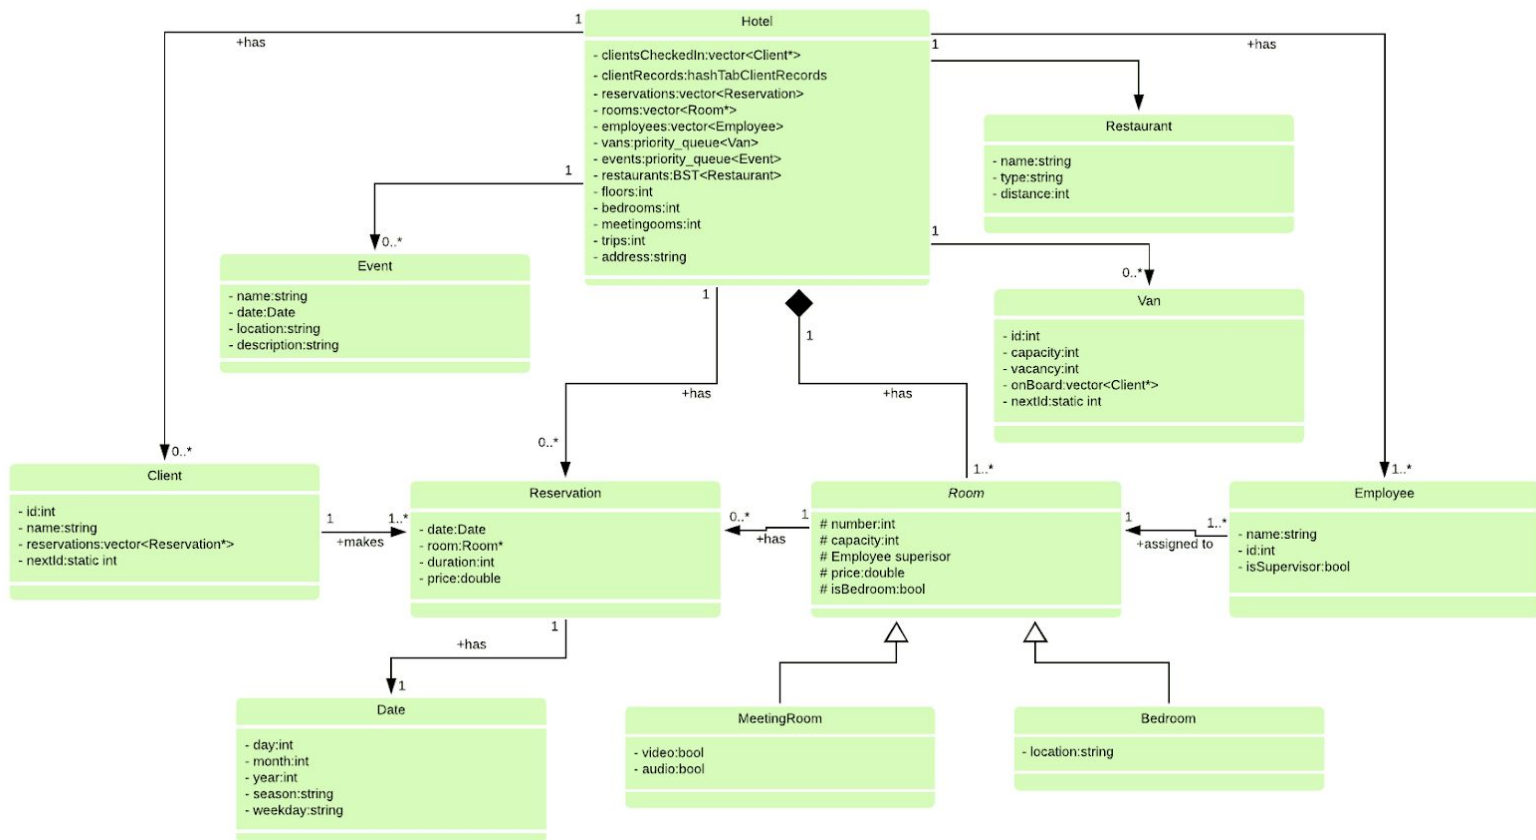 Hotel
- clientsCheckedIn:vector<Client*>
- clientRecords:hashTabClientRecords
- reservations:vector<Reservation>
- rooms:vector<Room*>
- employees:vector<Employee>
- vans:priority_queue<Van>
- events:priority_queue<Event>
- restaurants:BST<Restaurant>
- floors:int
- bedrooms:int
- meetingooms:int
- trips:int
- address:string
1
+has
1
+has
1
Restaurant
- name:string
- type:string
- distance:int
1
0..*
Event
- name:string
- date:Date
- location:string
- description:string
1
0..*
Van
- id:int
- capacity:int
- vacancy:int
- onBoard:vector<Client*>
- nextId:static int
1
+has
0..*
1
+has
1..*
0..*
Client
- id:int
- name:string
- reservations:vector<Reservation*>
- nextId:static int
1
1..*
+makes
Reservation
- date:Date
- room:Room*
- duration:int
- price:double
0..*
1
+has
Room
# number:int
# capacity:int
# Employee superisor
# price:double
# isBedroom:bool
1
1..*
+assigned to
1..*
Employee
- name:string
- id:int
- isSupervisor:bool
1
+has
1
Date
- day:int
- month:int
- year:int
- season:string
- weekday:string
MeetingRoom
- video:bool
- audio:bool
Bedroom
- location:string